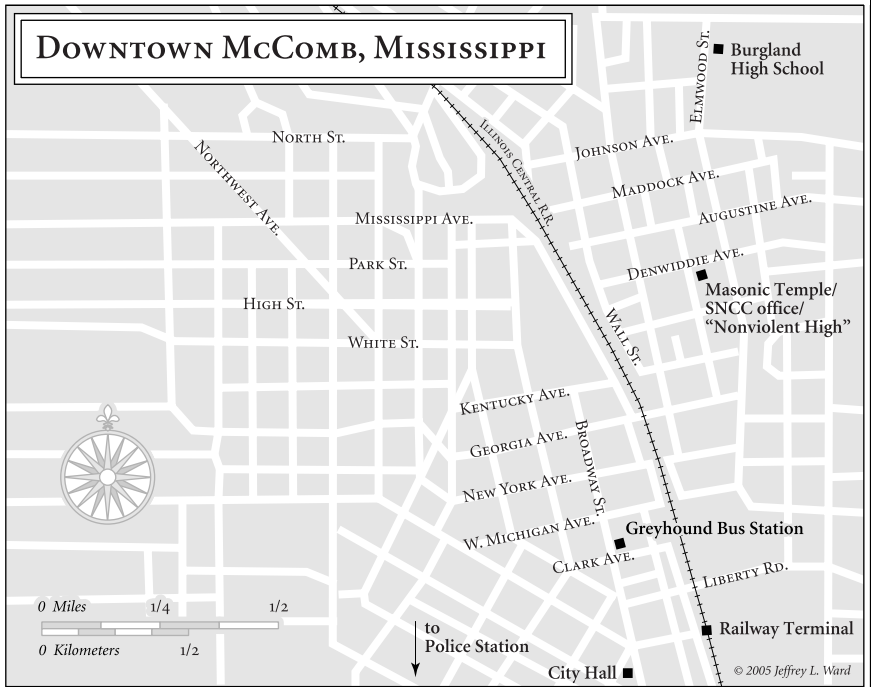 Downtown McComb, Mississippi
Elmwood St.
Burgland
High School
North St.
Northwest Ave.
Illinois Central R.R.
Johnson Ave.
Maddock Ave.
Augustine Ave.
Mississippi Ave.
Park St.
Denwiddie Ave.
Masonic Temple/
SNCC office/
“Nonviolent High”
High St.
Wall St.
White St.
Kentucky Ave.
Georgia Ave.
Broadway St.
New York Ave.
W. Michigan Ave.
Greyhound Bus Station
Clark Ave.
Liberty Rd.
0 Miles 1/4 1/2
0 Kilometers 1/2
to
Police Station
Railway Terminal
City Hall
© 2005 Jeffrey L. Ward